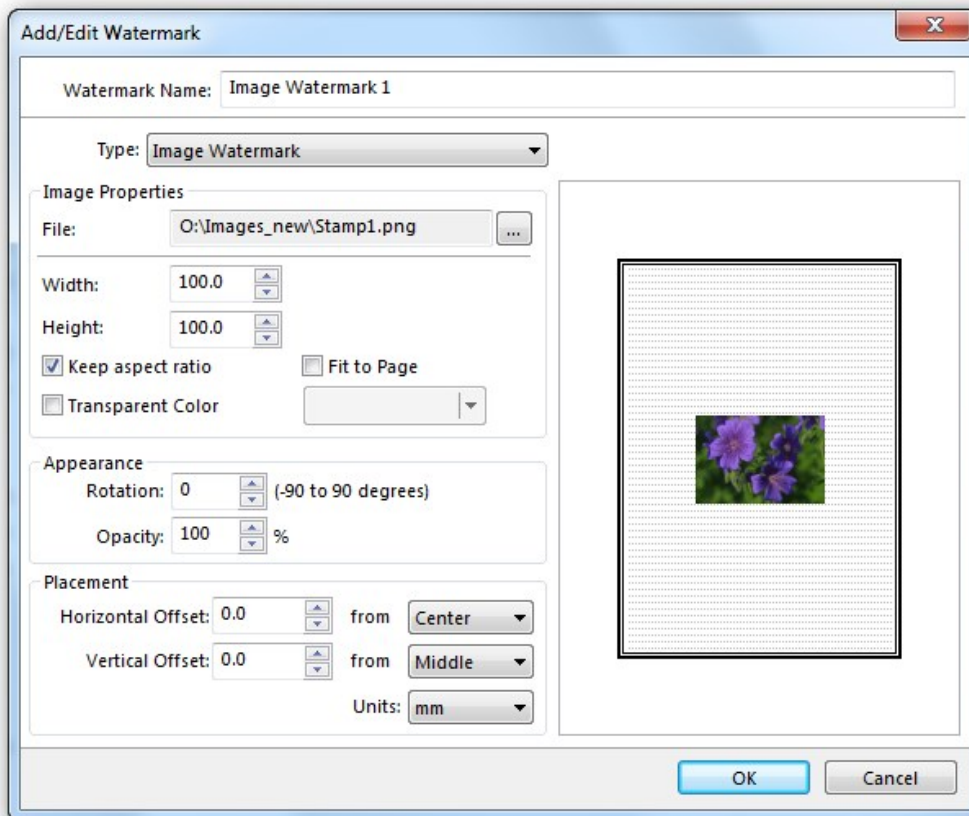 Add/Edit Watermark
Watermark Name: Image Watermark 1
Type: Image Watermark
Image Properties
File: O:\Images_new\Stamp1.png ...
Width: 100.0
Height: 100.0
Keep aspect ratio Fit to Page
Transparent Color
Appearance
Rotation: 0 (-90 to 90 degrees)
Opacity: 100 %
Placement
Horizontal Offset: 0.0 from Center
Vertical Offset: 0.0 from Middle
Units: mm
OK Cancel